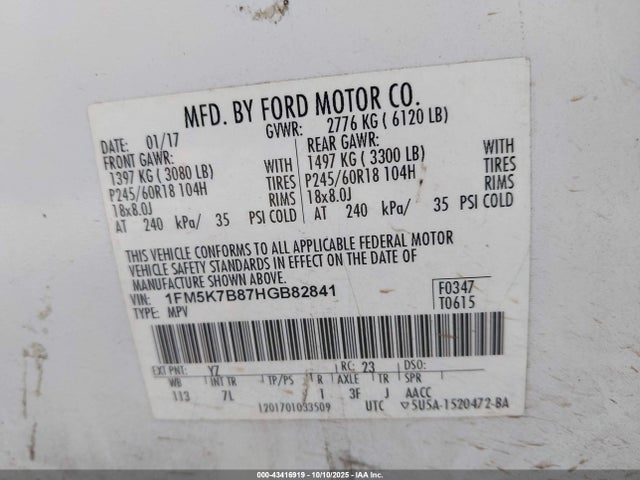 MFD. BY FORD MOTOR CO.
DATE: 01/17 GVWR: 2776 KG ( 6120 LB)
FRONT GAWR: REAR GAWR:
1397 KG ( 3080 LB) WITH 1497 KG ( 3300 LB) WITH
P245/60R18 104H TIRES P245/60R18 104H TIRES
18x8.0J RIMS 18x8.0J RIMS
AT 240 kPa/ 35 PSI COLD AT 240 kPa/ 35 PSI COLD
THIS VEHICLE CONFORMS TO ALL APPLICABLE FEDERAL MOTOR
VEHICLE SAFETY STANDARDS IN EFFECT ON THE DATE OF
MANUFACTURE SHOWN ABOVE.
VIN: 1FM5K7B87HGB82841 F0347
TYPE: MPV T0615
EXT PNT: YZ RC: 23 DSO:
WB INT TR TP/PS R AXLE TR SPR
113 7L 1 3F J AACC
1201701033509 UTC ▽5U5A-1520472-BA
000-43416919 - 10/10/2025 - © IAA Inc.